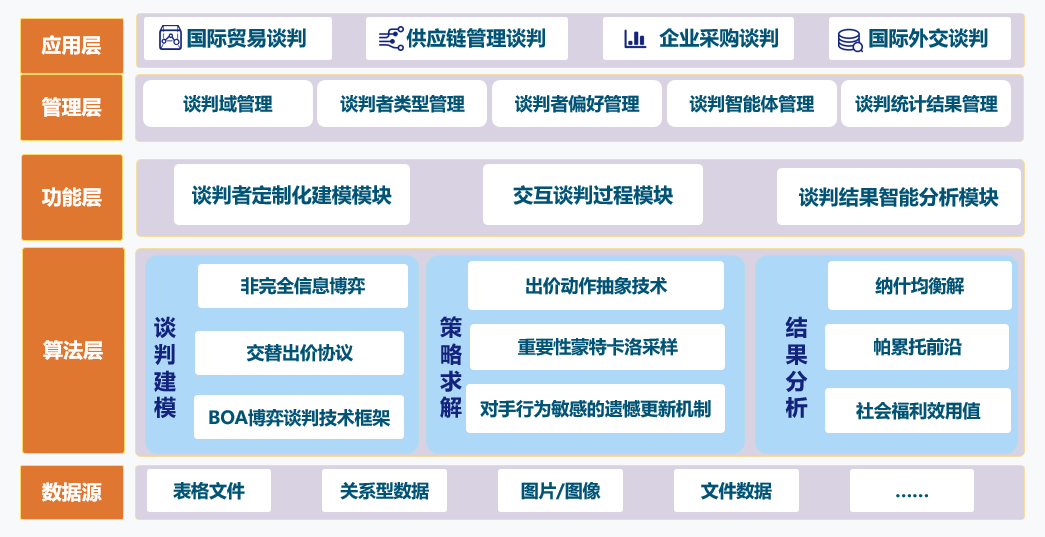 应用层
国际贸易谈判
供应链管理谈判
企业采购谈判
国际外交谈判
管理层
谈判域管理
谈判者类型管理
谈判者偏好管理
谈判智能体管理
谈判统计结果管理
功能层
谈判者定制化建模模块
交互谈判过程模块
谈判结果智能分析模块
算法层
谈判建模
非完全信息博弈
交替出价协议
BOA博弈谈判技术框架
策略求解
出价动作抽象技术
重要性蒙特卡洛采样
对手行为敏感的遗憾更新机制
结果分析
纳什均衡解
帕累托前沿
社会福利效用值
数据源
表格文件
关系型数据
图片/图像
文件数据
......